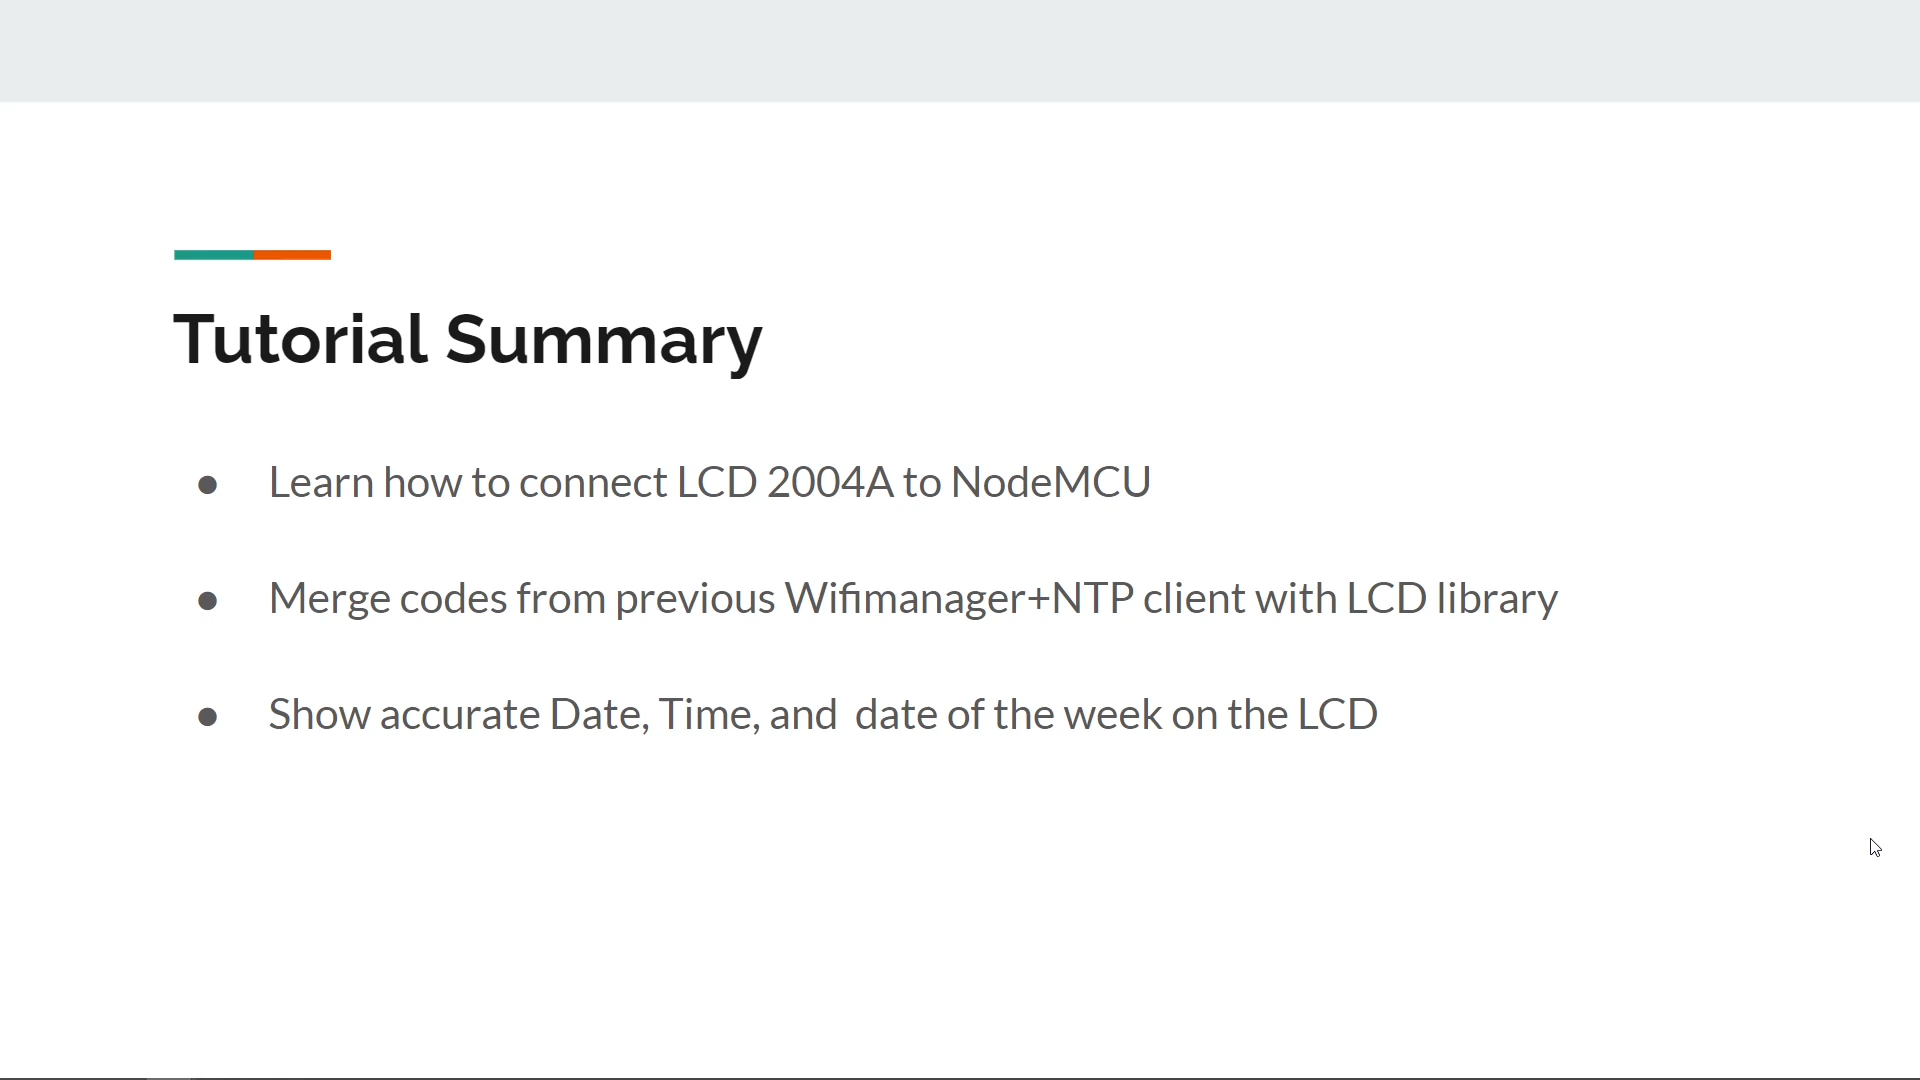 Tutorial Summary
● Learn how to connect LCD 2004A to NodeMCU
● Merge codes from previous Wifimanager+NTP client with LCD library
● Show accurate Date, Time, and  date of the week on the LCD